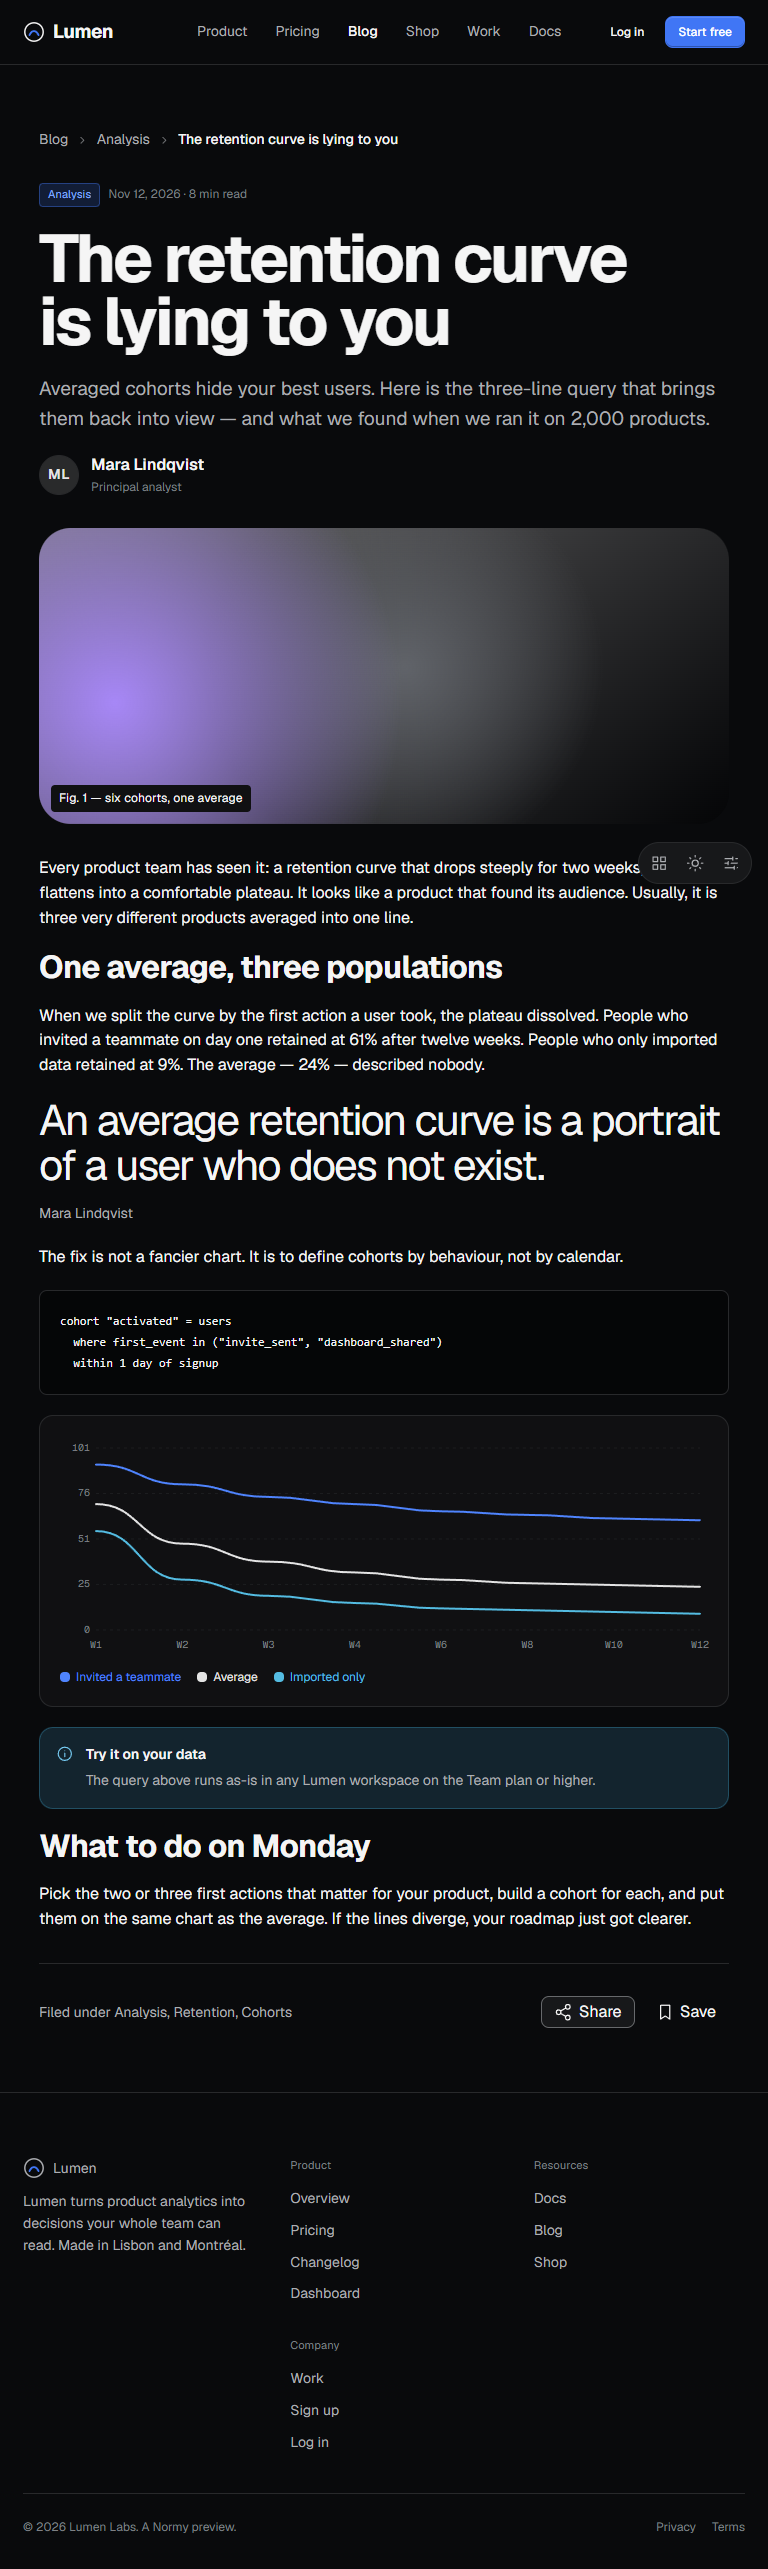 Lumen
Product
Pricing
Blog
Shop
Work
Docs
Log in
Start free
Blog › Analysis › The retention curve is lying to you
Analysis
Nov 12, 2026 · 8 min read
The retention curve
is lying to you
Averaged cohorts hide your best users. Here is the three-line query that brings
them back into view — and what we found when we ran it on 2,000 products.
ML
Mara Lindqvist
Principal analyst
Fig. 1 — six cohorts, one average
Every product team has seen it: a retention curve that drops steeply for two weeks
flattens into a comfortable plateau. It looks like a product that found its audience. Usually, it is
three very different products averaged into one line.
One average, three populations
When we split the curve by the first action a user took, the plateau dissolved. People who
invited a teammate on day one retained at 61% after twelve weeks. People who only imported
data retained at 9%. The average — 24% — described nobody.
An average retention curve is a portrait
of a user who does not exist.
Mara Lindqvist
The fix is not a fancier chart. It is to define cohorts by behaviour, not by calendar.
cohort "activated" = users
where first_event in ("invite_sent", "dashboard_shared")
within 1 day of signup
101
76
51
25
0
W1 W2 W3 W4 W6 W8 W10 W12
Invited a teammate
Average
Imported only
Try it on your data
The query above runs as-is in any Lumen workspace on the Team plan or higher.
What to do on Monday
Pick the two or three first actions that matter for your product, build a cohort for each, and put
them on the same chart as the average. If the lines diverge, your roadmap just got clearer.
Filed under Analysis, Retention, Cohorts
Share
Save
Lumen
Lumen turns product analytics into
decisions your whole team can
read. Made in Lisbon and Montréal.
Product
Overview
Pricing
Changelog
Dashboard
Resources
Docs
Blog
Shop
Company
Work
Sign up
Log in
© 2026 Lumen Labs. A Normy preview.
Privacy
Terms